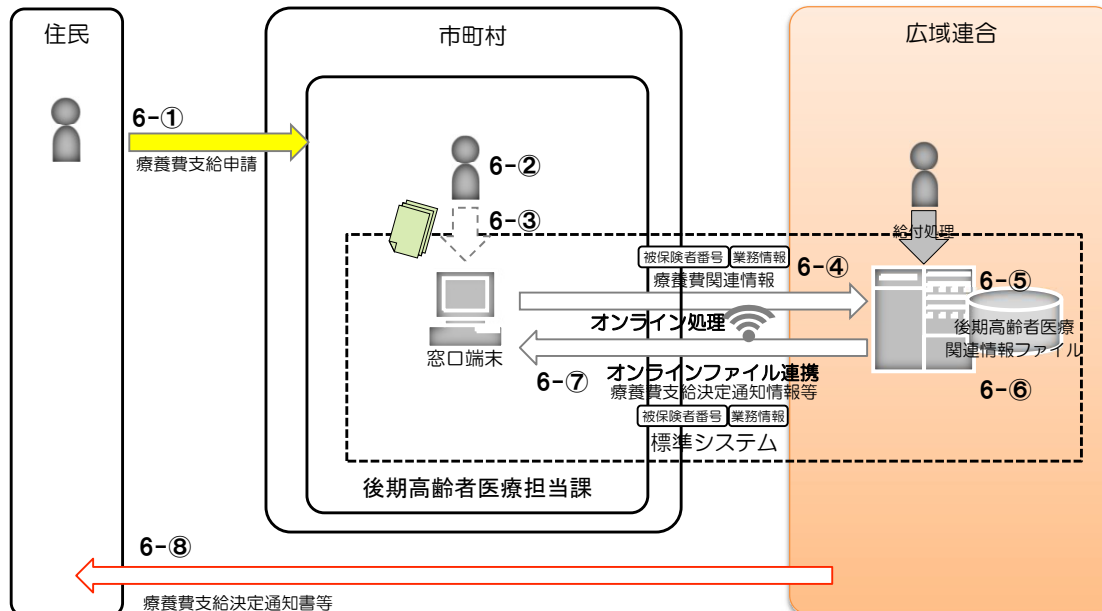 住民
市町村
広域連合
6-①
療養費支給申請
6-②
6-③
給付処理
被保険者番号 業務情報
6-④
療養費関連情報
6-⑤
オンライン処理
後期高齢者医療
関連情報ファイル
窓口端末
6-⑦
オンラインファイル連携
療養費支給決定通知情報等
6-⑥
被保険者番号 業務情報
標準システム
後期高齢者医療担当課
6-⑧
療養費支給決定通知書等